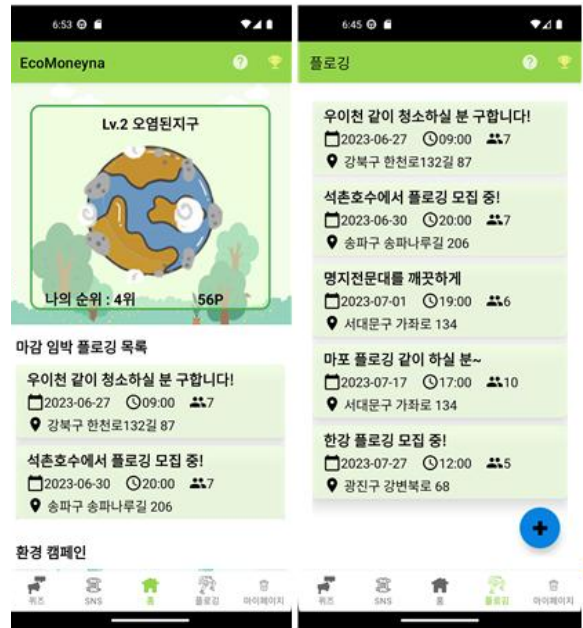 6:53
EcoMoneyna
?
Lv.2 오염된지구
나의 순위 : 4위
56P
마감 임박 플로깅 목록
우이천 같이 청소하실 분 구합니다!
2023-06-27 09:00 7
강북구 한천로132길 87
석촌호수에서 플로깅 모집 중!
2023-06-30 20:00 7
송파구 송파나루길 206
환경 캠페인
퀴즈 SNS 홈 플로깅 마이페이지
6:45
플로깅
?
우이천 같이 청소하실 분 구합니다!
2023-06-27 09:00 7
강북구 한천로132길 87
석촌호수에서 플로깅 모집 중!
2023-06-30 20:00 7
송파구 송파나루길 206
명지전문대를 깨끗하게
2023-07-01 19:00 6
서대문구 가좌로 134
마포 플로깅 같이 하실 분~
2023-07-17 17:00 10
서대문구 가좌로 134
한강 플로깅 모집 중!
2023-07-27 12:00 5
광진구 강변북로 68
퀴즈 SNS 홈 플로깅 마이페이지